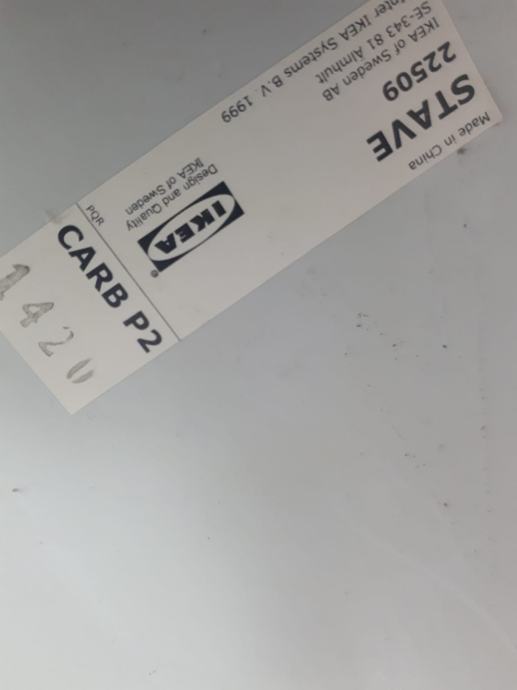 Made in China
STAVE
22509
IKEA of Sweden AB
SE-343 81 Älmhult
Inter IKEA Systems B.V. 1999
IKEA®
Design and Quality
IKEA of Sweden
PQR
CARB P2
1420